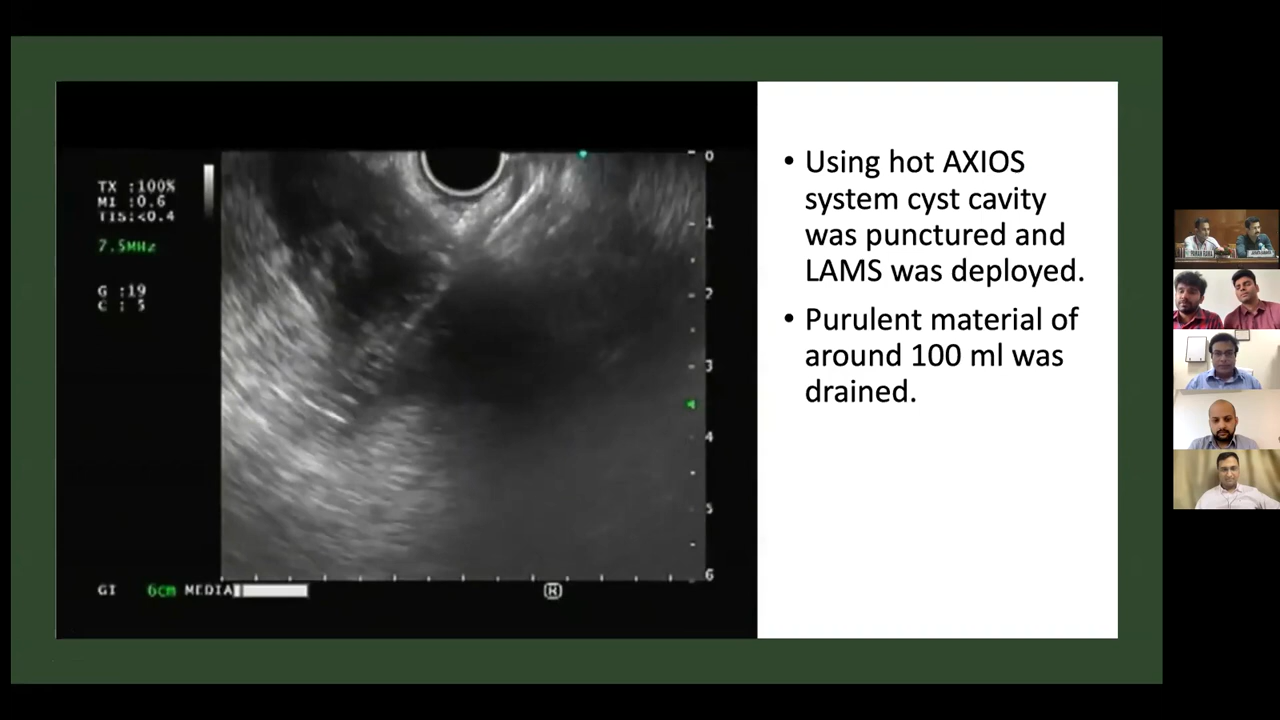 TX :100%
MI :0.6
TIS:<0.4
7.5MHz
G :19
C : 5
0
1
2
3
4
5
6
GI 6cm MEDIA
R
• Using hot AXIOS
system cyst cavity
was punctured and
LAMS was deployed.
• Purulent material of
around 100 ml was
drained.